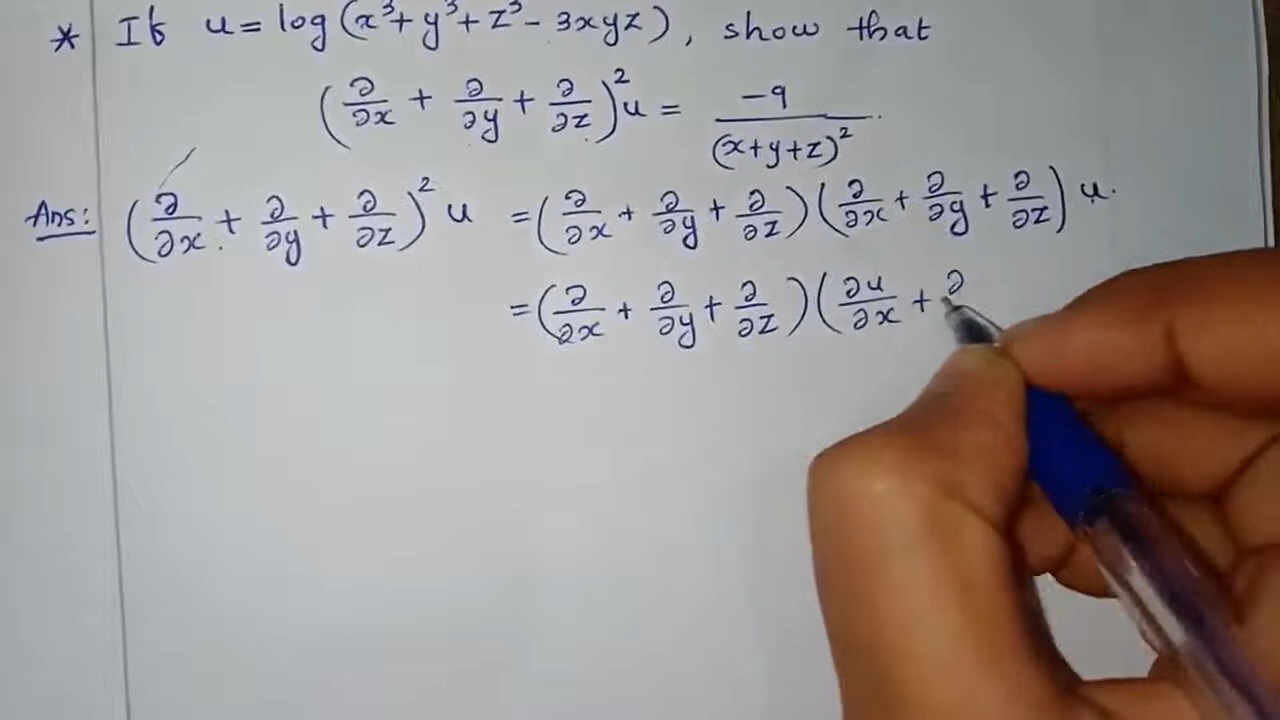 * If u = log(x³+y³+z³-3xyz), show that
(∂/∂x + ∂/∂y + ∂/∂z)² u = -9/(x+y+z)²
Ans: (∂/∂x + ∂/∂y + ∂/∂z)² u = (∂/∂x + ∂/∂y + ∂/∂z)(∂/∂x + ∂/∂y + ∂/∂z) u.
= (∂/∂x + ∂/∂y + ∂/∂z)(∂u/∂x + ∂